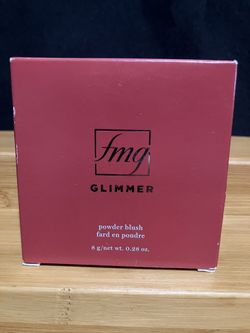 fmg
GLIMMER
powder blush
fard en poudre
8 g/net wt. 0.28 oz.